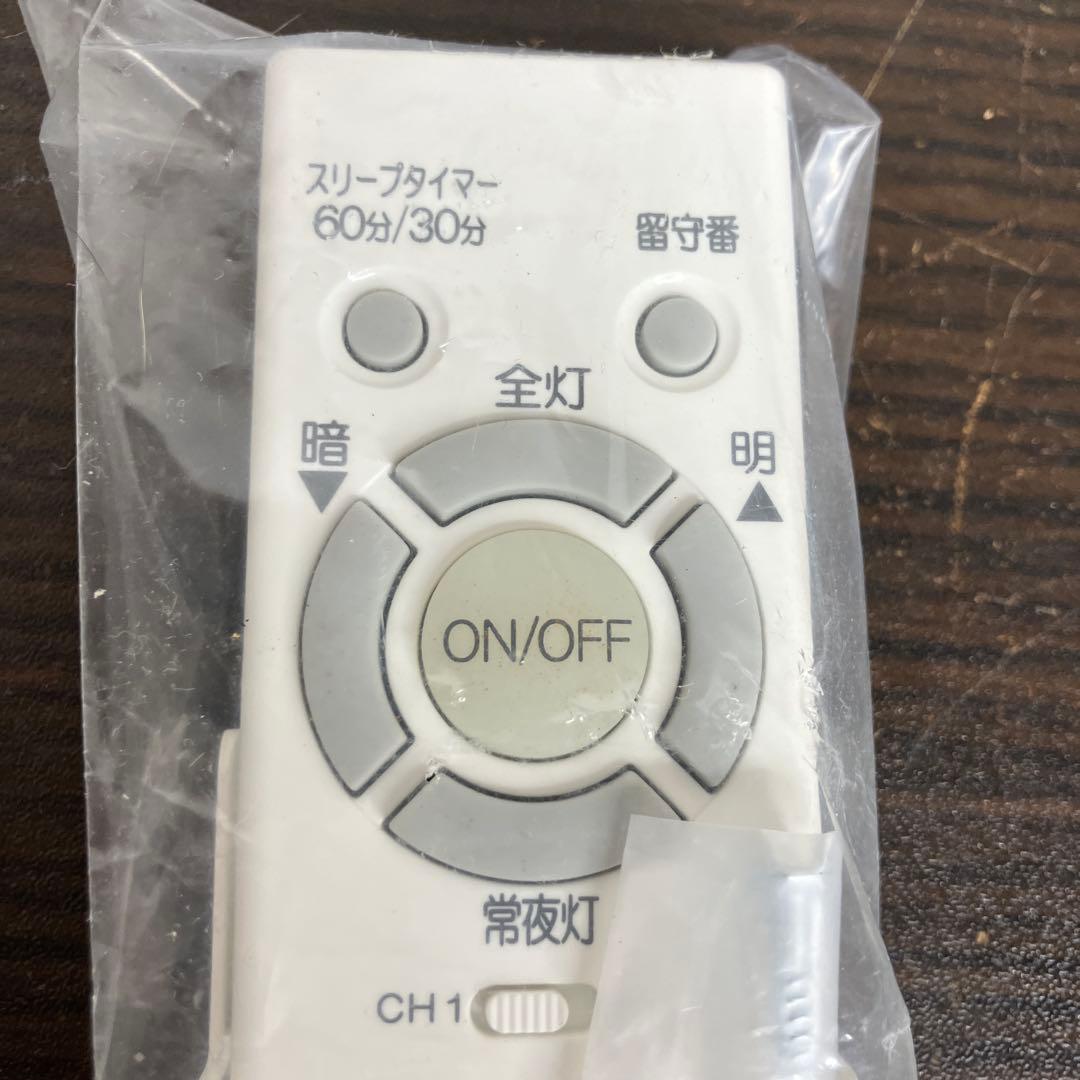 スリープタイマー
60分/30分
留守番
全灯
暗
▼
明
▲
ON/OFF
常夜灯
CH1